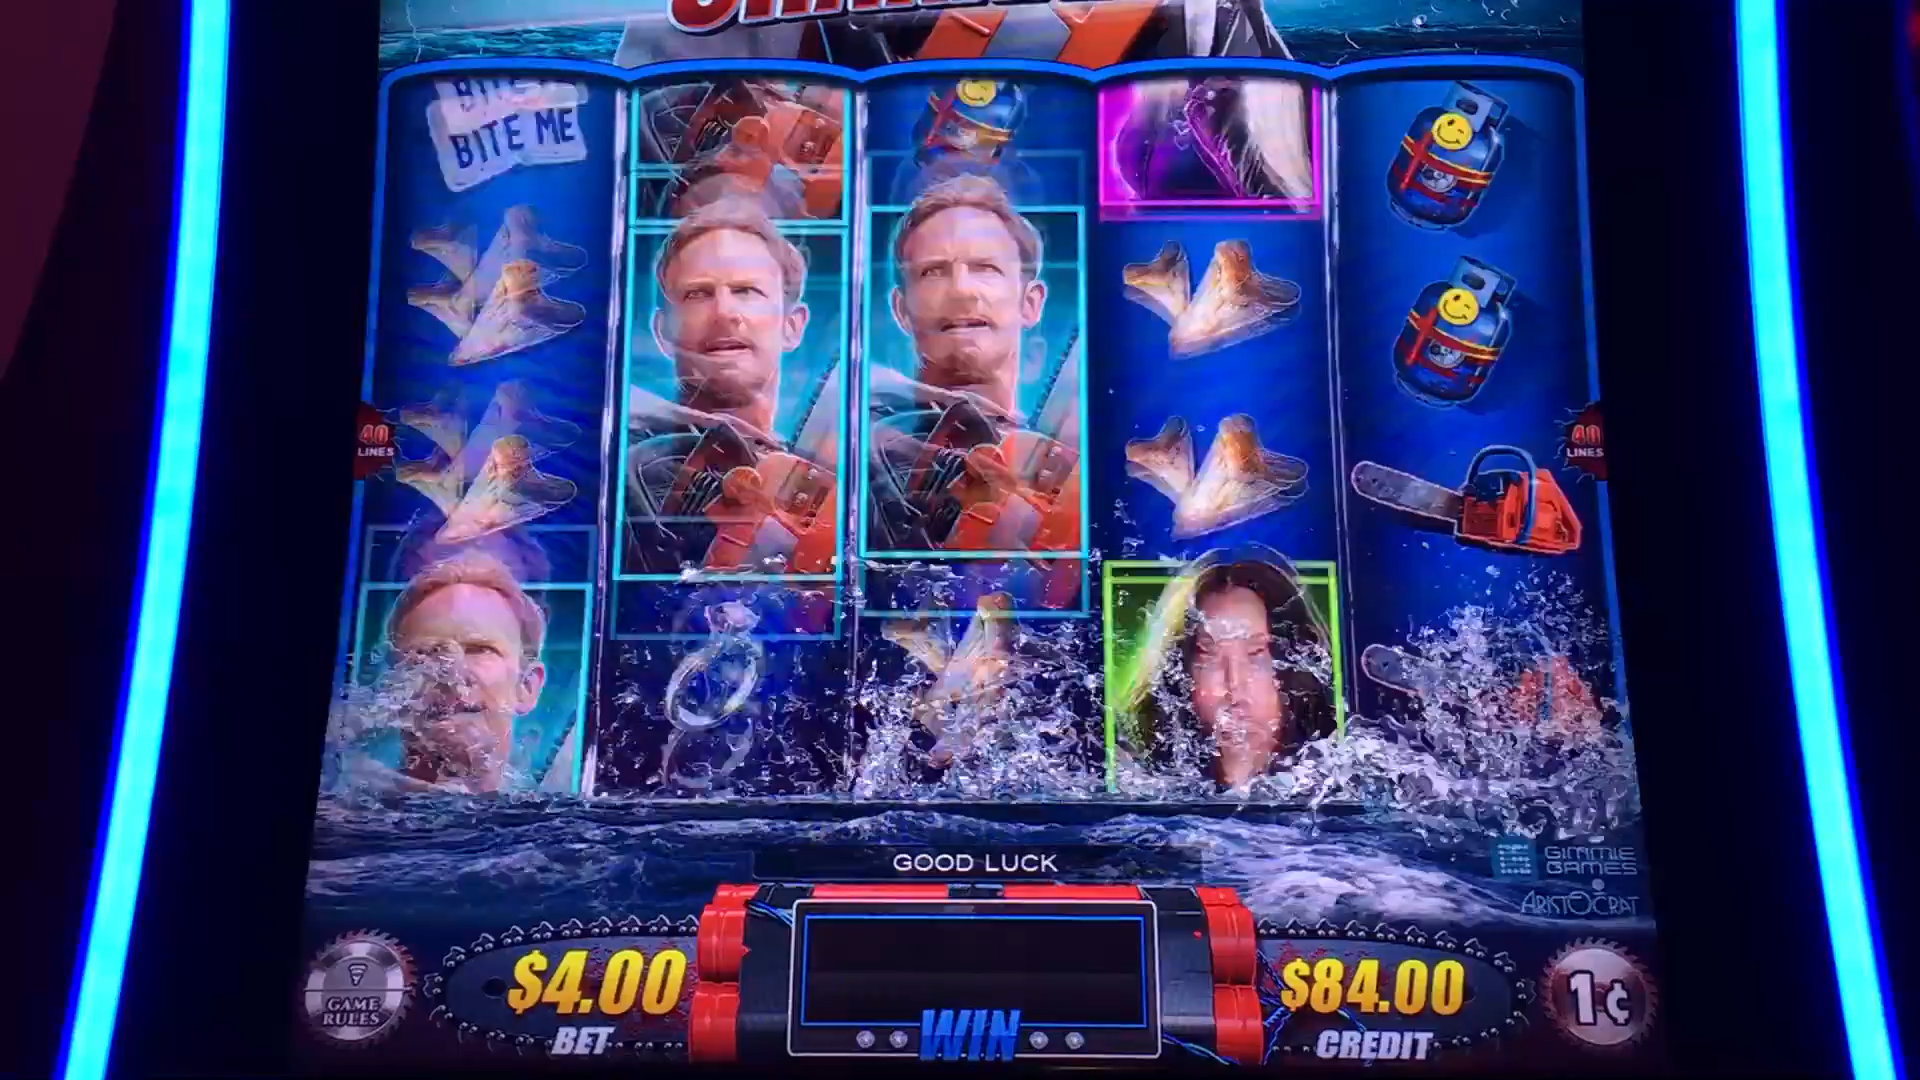 BITE ME
40
LINES
40
LINES
GOOD LUCK
GIMMIE
GAMES
ARISTOCRAT
GAME
RULES
$4.00
BET
WIN
$84.00
CREDIT
1¢